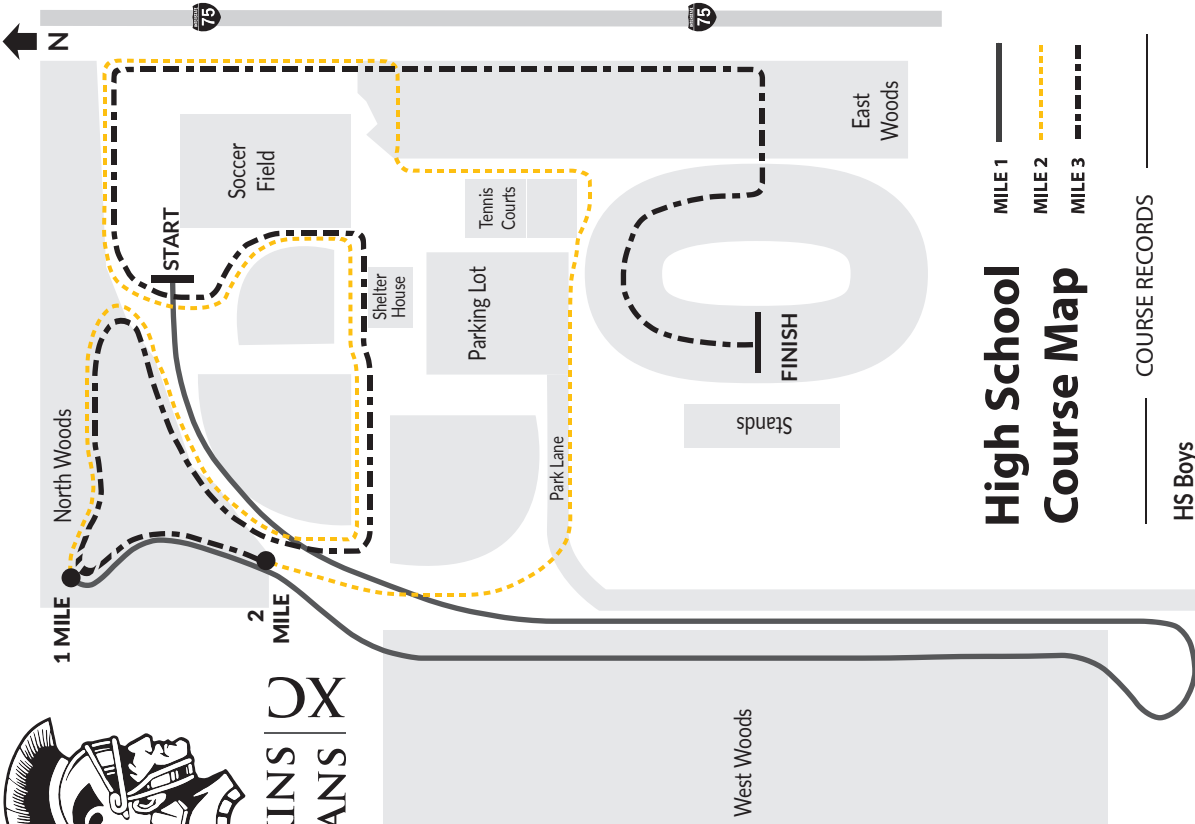 N
75
75
1 MILE
North Woods
2
MILE
START
Soccer
Field
Shelter
House
Tennis
Courts
Parking Lot
Park Lane
East
Woods
FINISH
Stands
West Woods
KINS
ANS
XC
High School
Course Map
MILE 1
MILE 2
MILE 3
COURSE RECORDS
HS Boys